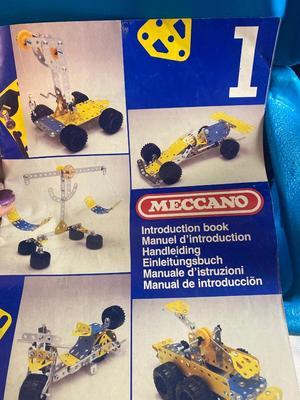 1
MECCANO
Introduction book
Manuel d'introduction
Handleiding
Einleitungsbuch
Manuale d'istruzioni
Manual de introducción